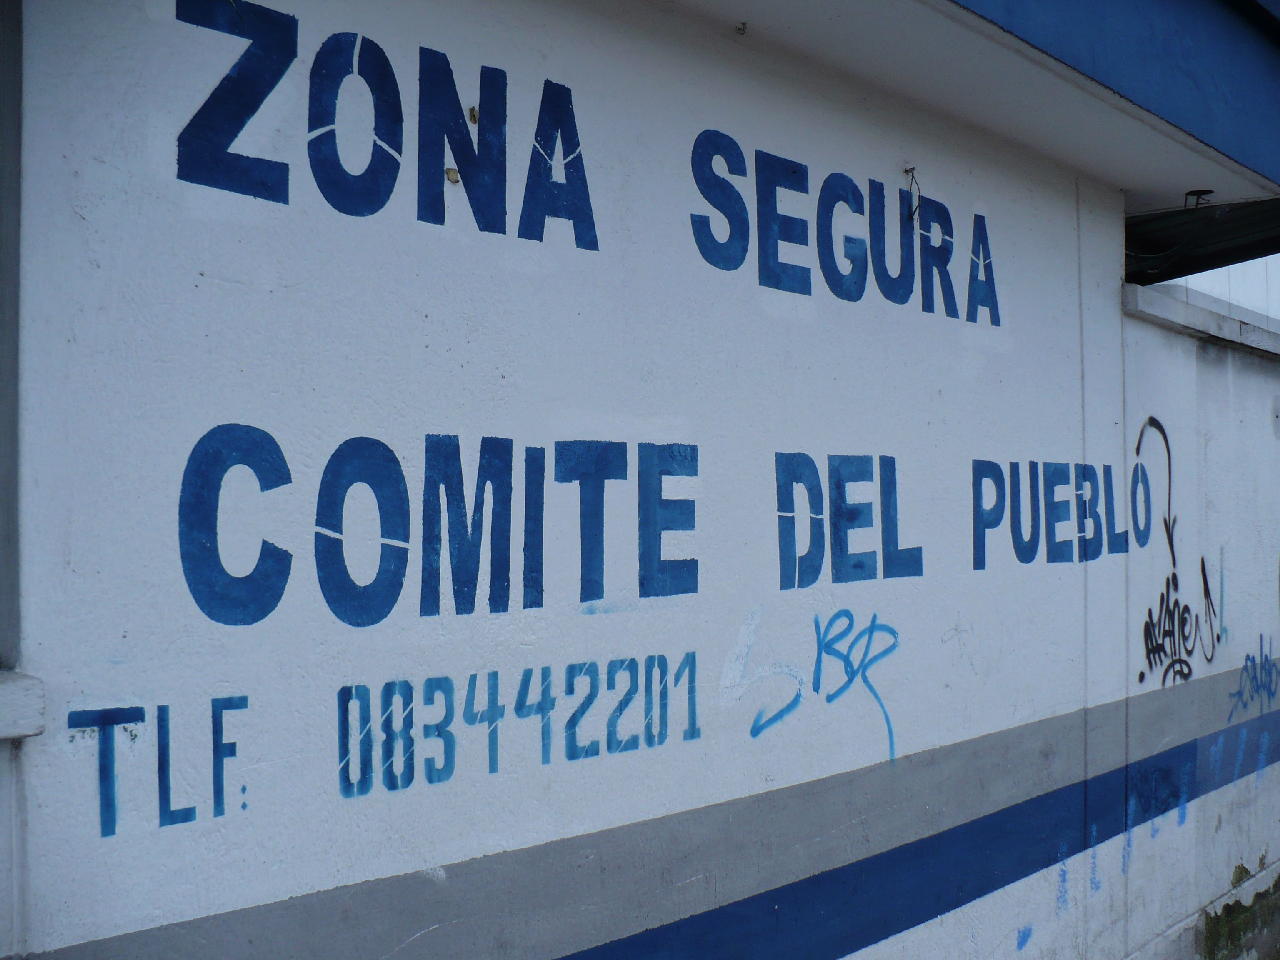 ZONA SEGURA
COMITE DEL PUEBLO
TLF: 083442201